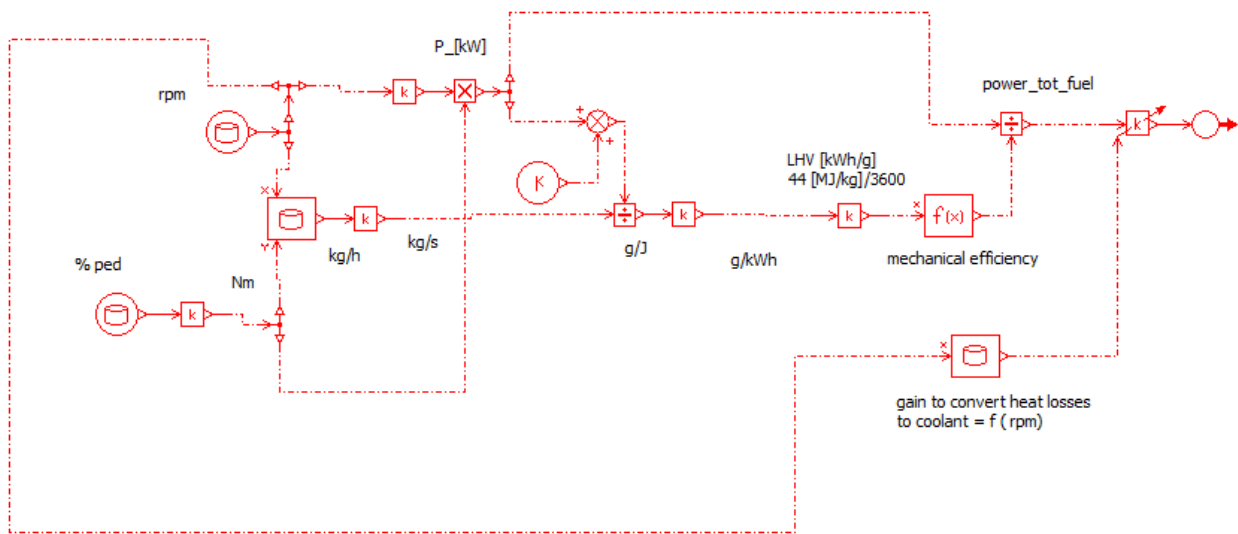 P_[kW]
power_tot_fuel
rpm
k
×
÷
k
+
+
K
LHV [kWh/g]
44 [MJ/kg]/3600
x
Y
k
÷
k
k
x
f(x)
kg/h
kg/s
g/J
g/kWh
mechanical efficiency
% ped
Nm
k
x
gain to convert heat losses
to coolant = f ( rpm)